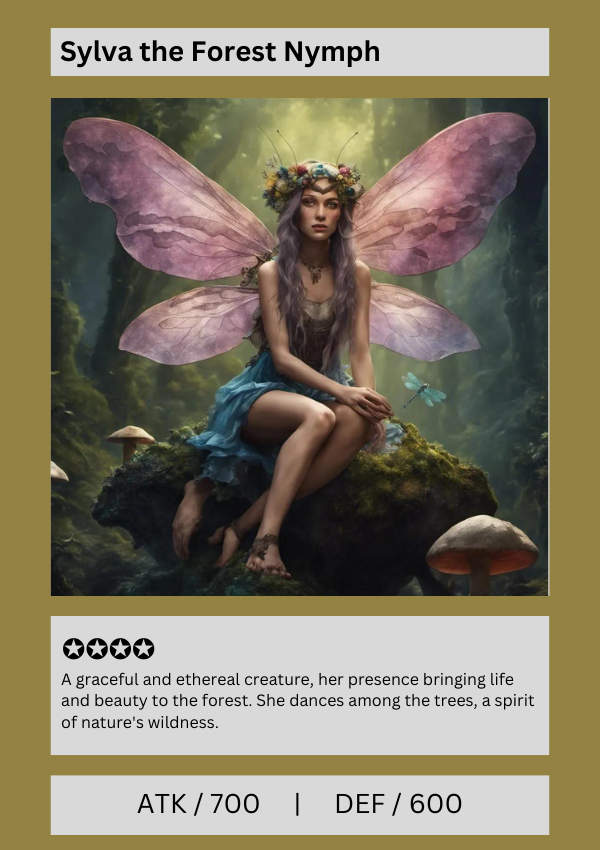 Sylva the Forest Nymph
✪✪✪✪
A graceful and ethereal creature, her presence bringing life
and beauty to the forest. She dances among the trees, a spirit
of nature's wildness.
ATK / 700 | DEF / 600